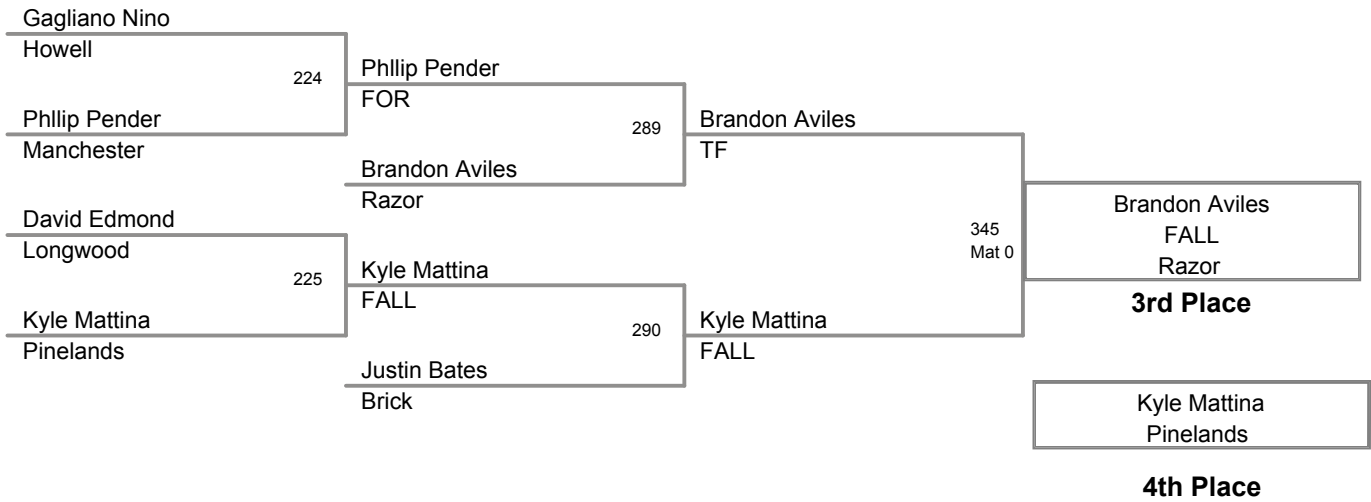 Gagliano Nino
Howell
224
Phllip Pender
Manchester
Phllip Pender
FOR
289
Brandon Aviles
Razor
David Edmond
Longwood
225
Kyle Mattina
Pinelands
Kyle Mattina
FALL
290
Justin Bates
Brick
Brandon Aviles
TF
345
Mat 0
Kyle Mattina
FALL
Brandon Aviles
FALL
Razor
3rd Place
Kyle Mattina
Pinelands
4th Place